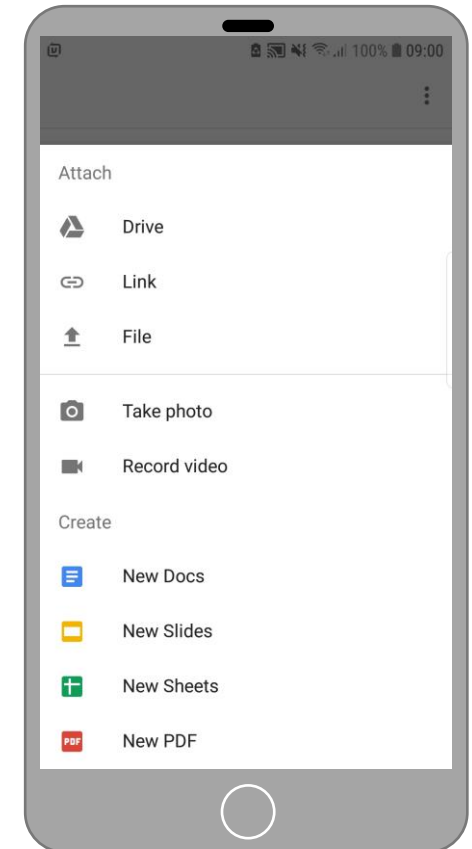 100% 09:00
Attach
Drive
Link
File
Take photo
Record video
Create
New Docs
New Slides
New Sheets
PDF New PDF